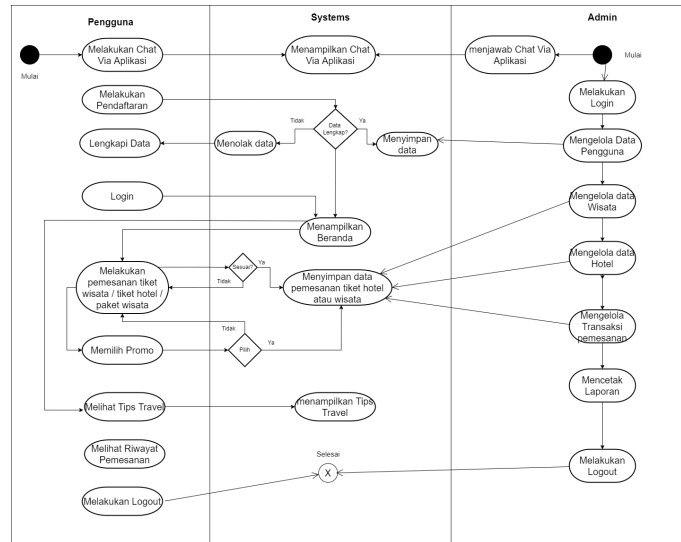 Pengguna
Systems
Admin
Mulai
Melakukan Chat
Via Aplikasi
Menampilkan Chat
Via Aplikasi
menjawab Chat Via
Aplikasi
Mulai
Melakukan
Pendaftaran
Melakukan
Login
Tidak
Data
Lengkap?
Ya
Lengkapi Data
Menolak data
Menyimpan
data
Mengelola Data
Pengguna
Login
Menampilkan
Beranda
Mengelola data
Wisata
Melakukan
pemesanan tiket
wisata / tiket hotel /
paket wisata
Sesuai?
Ya
Tidak
Menyimpan data
pemesanan tiket hotel
atau wisata
Mengelola data
Hotel
Mengelola
Transaksi
pemesanan
Memilih Promo
Tidak
Pilih
Ya
Mencetak
Laporan
Melihat Tips Travel
menampilkan Tips
Travel
Melihat Riwayat
Pemesanan
Selesai
X
Melakukan
Logout
Melakukan Logout